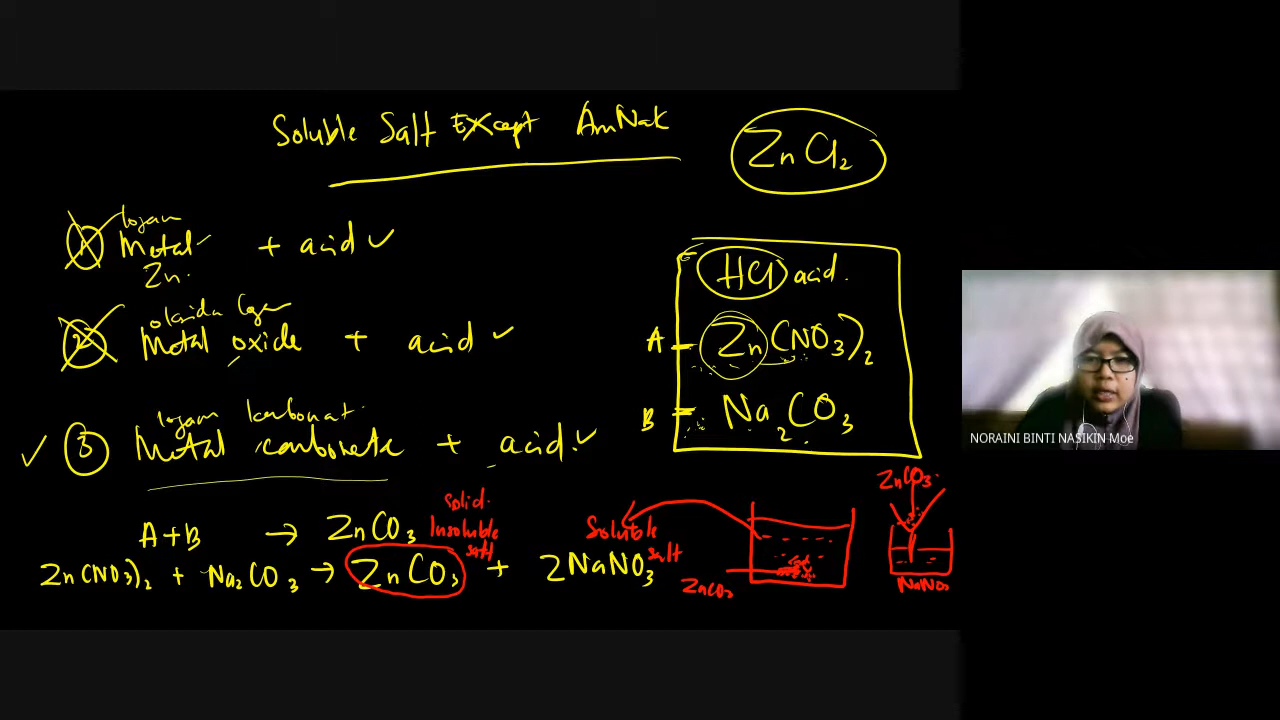 Soluble Salt Except AmNaK
ZnCl2
1 logam
Metal + acid ✓
Zn.
2 oksida logam
Metal oxide + acid ✓
✓ 3 logam karbonat
Metal carbonate + acid ✓
HCl acid.
A Zn(NO3)2
B Na2CO3
A+B → ZnCO3
Zn(NO3)2 + Na2CO3 → ZnCO3 + 2NaNO3
Solid.
Insoluble
salt
Soluble
salt
ZnCO3
ZnCO3
NaNO3
NORAINI BINTI NASIKIN Moe